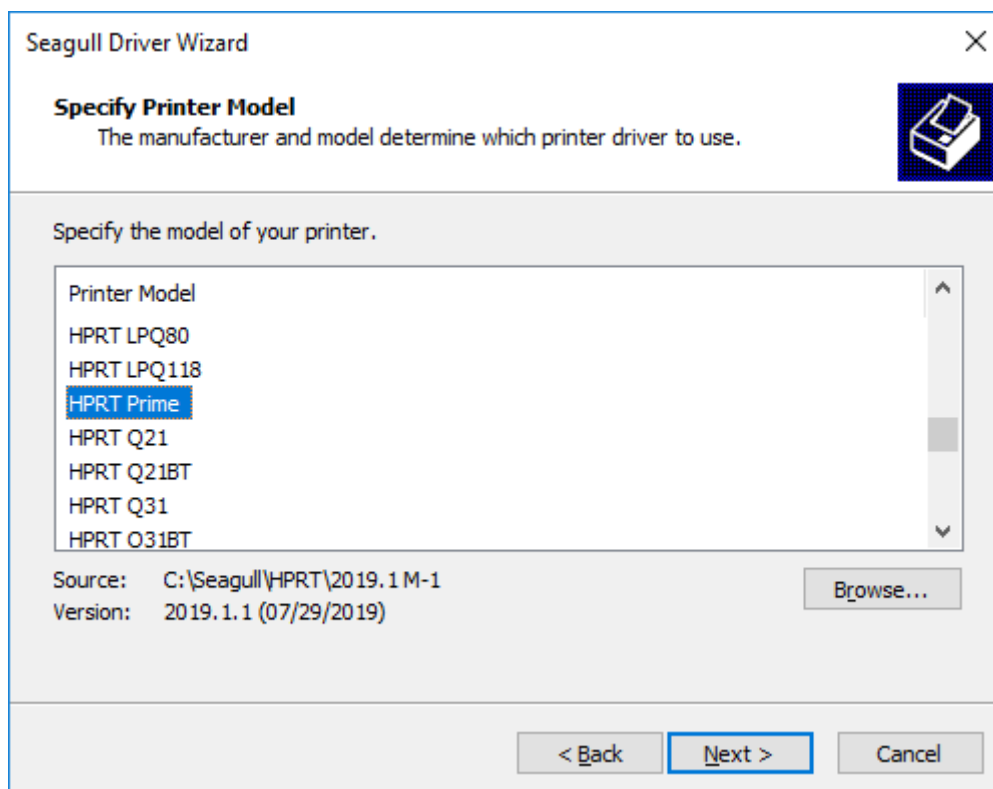 Seagull Driver Wizard
Specify Printer Model
The manufacturer and model determine which printer driver to use.
Specify the model of your printer.
Printer Model
HPRT LPQ80
HPRT LPQ118
HPRT Prime
HPRT Q21
HPRT Q21BT
HPRT Q31
HPRT Q31BT
Source: C:\Seagull\HPRT\2019.1 M-1
Browse...
Version: 2019.1.1 (07/29/2019)
< Back Next > Cancel